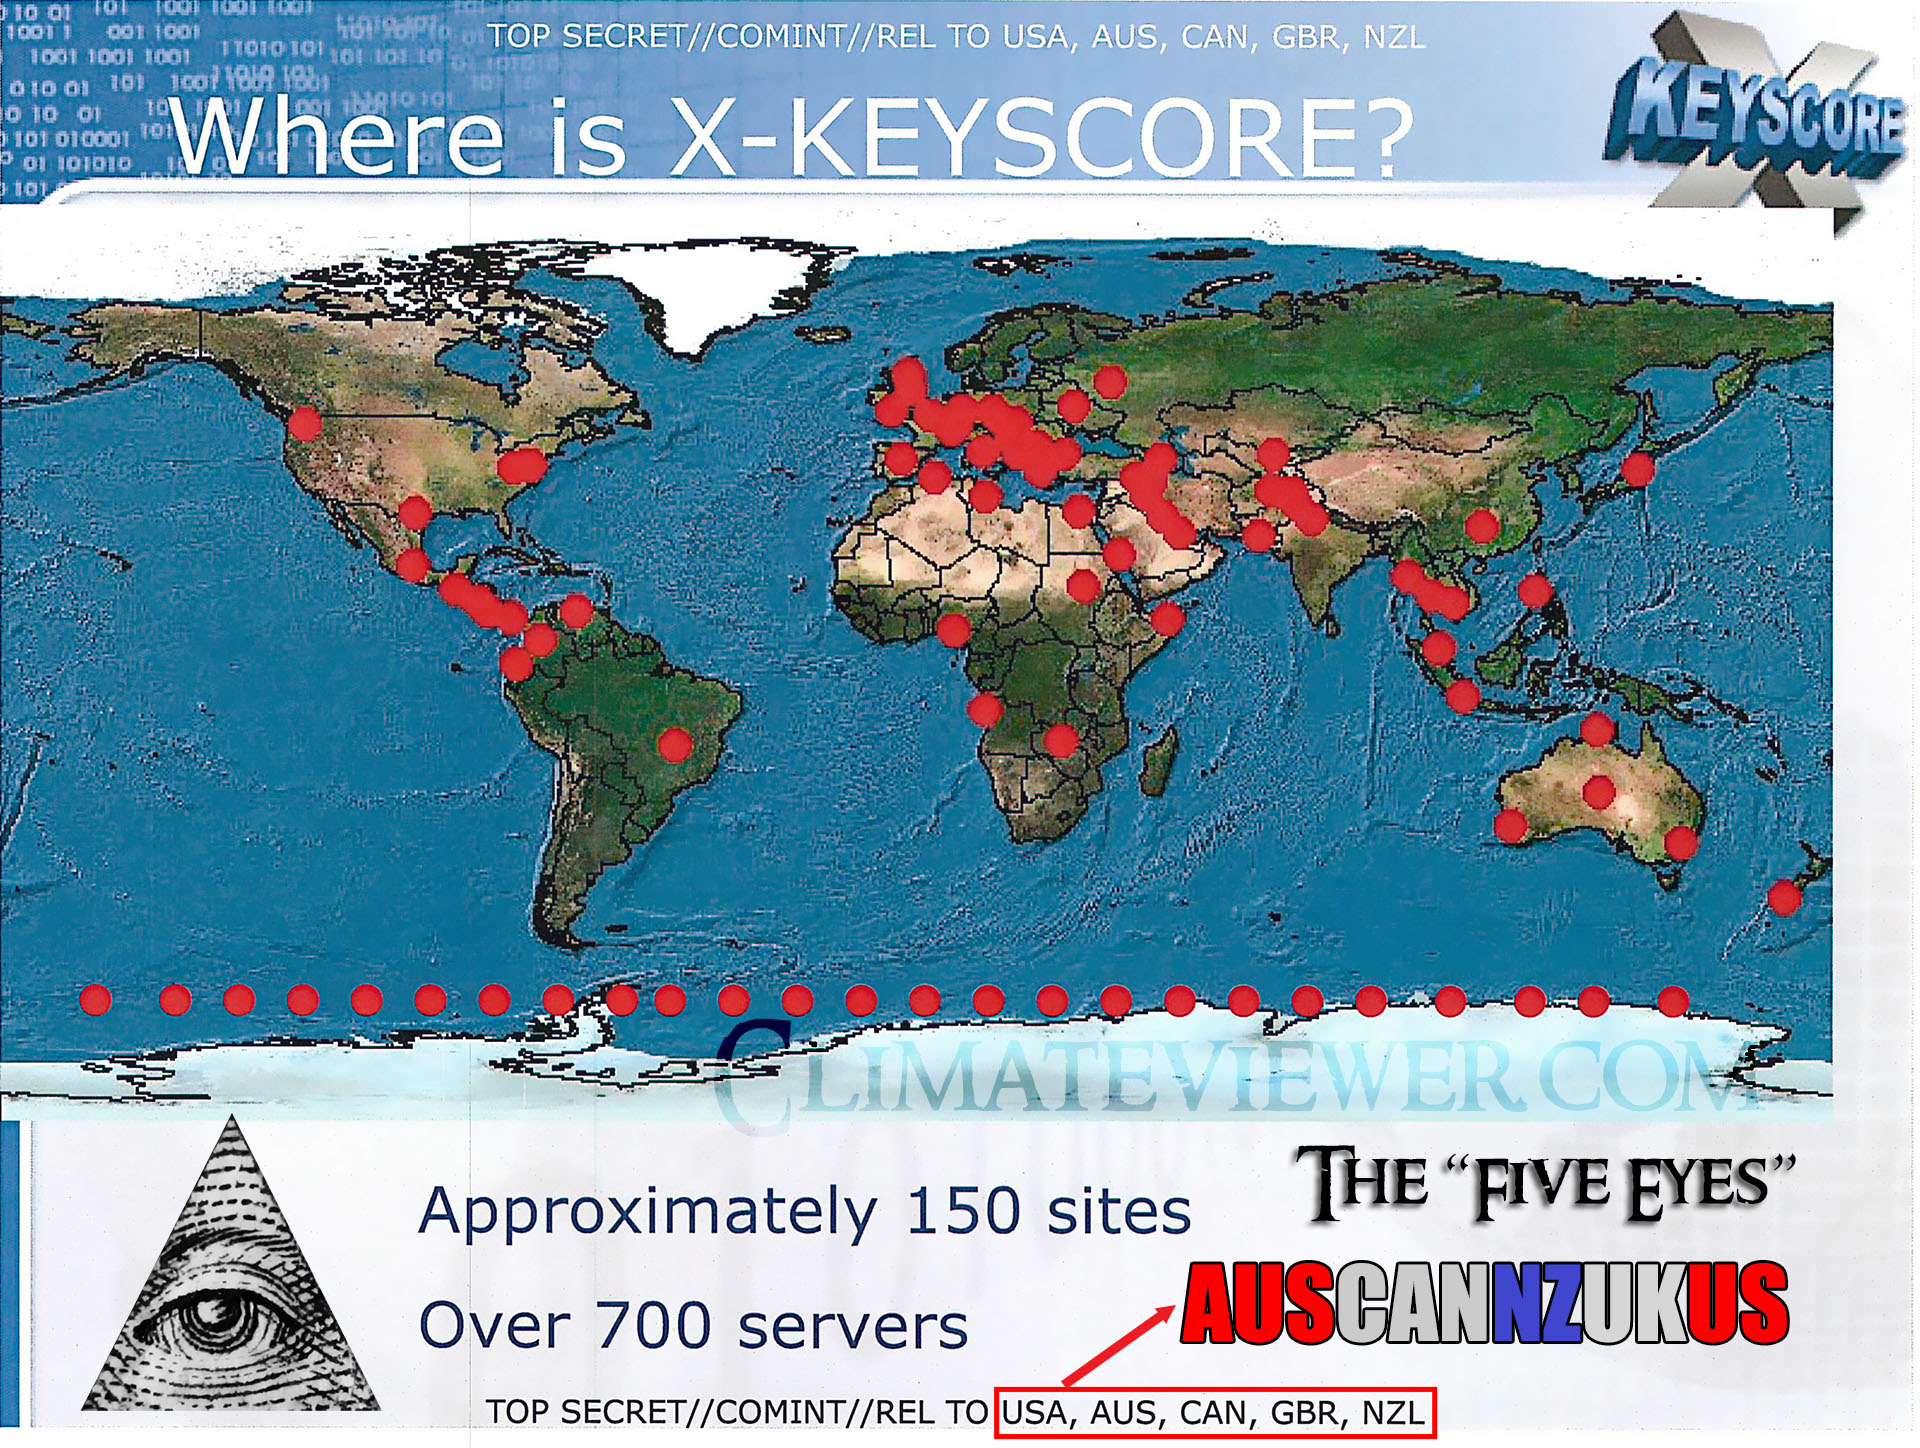 TOP SECRET//COMINT//REL TO USA, AUS, CAN, GBR, NZL
Where is X-KEYSCORE?
X
KEYSCORE
CLIMATEVIEWER.COM
Approximately 150 sites
Over 700 servers
THE “FIVE EYES”
AUSCANNZUKUS
TOP SECRET//COMINT//REL TO USA, AUS, CAN, GBR, NZL